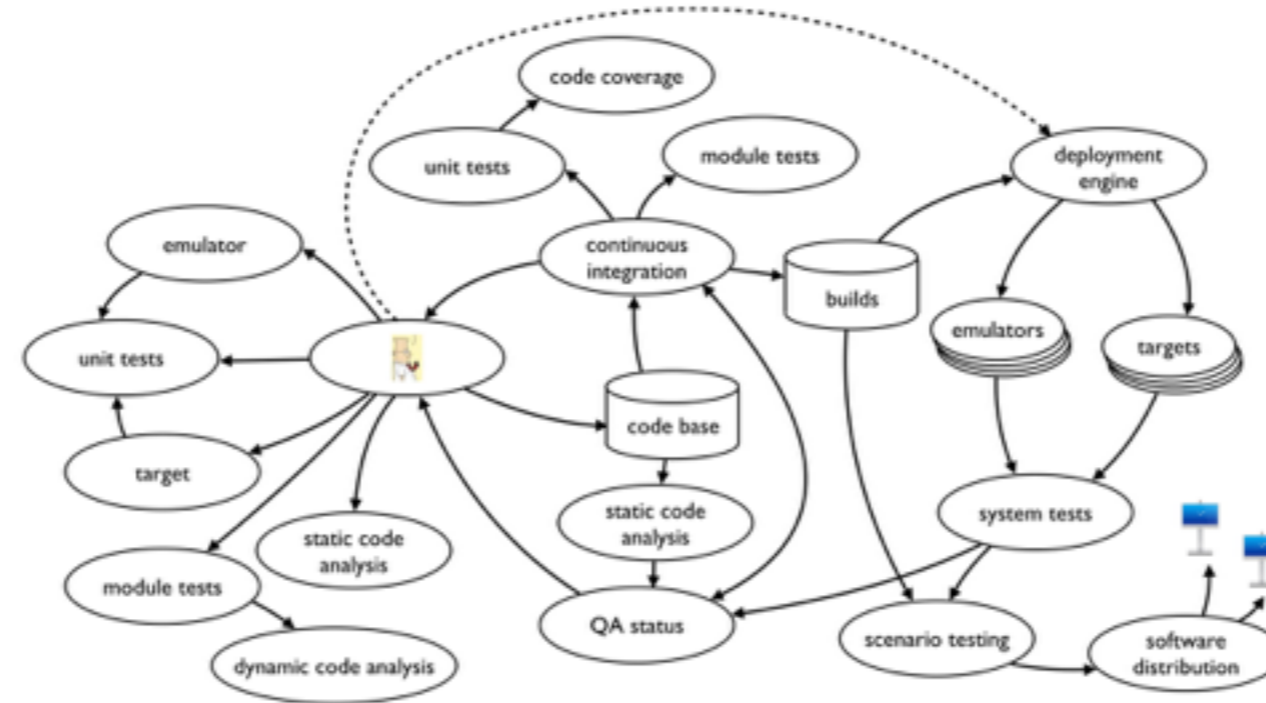 code coverage
unit tests
module tests
deployment
engine
emulator
continuous
integration
builds
emulators
targets
unit tests
code base
target
static code
analysis
static code
analysis
system tests
module tests
QA status
scenario testing
software
distribution
dynamic code analysis